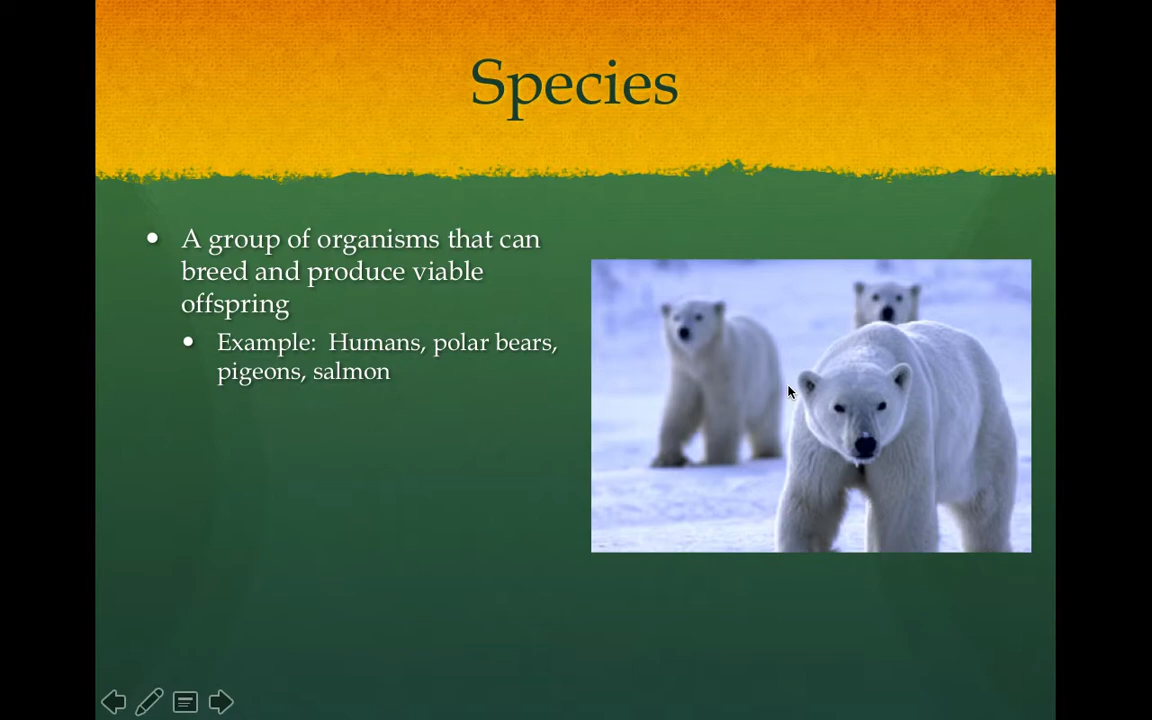 Species
A group of organisms that can
breed and produce viable
offspring
Example:  Humans, polar bears,
pigeons, salmon